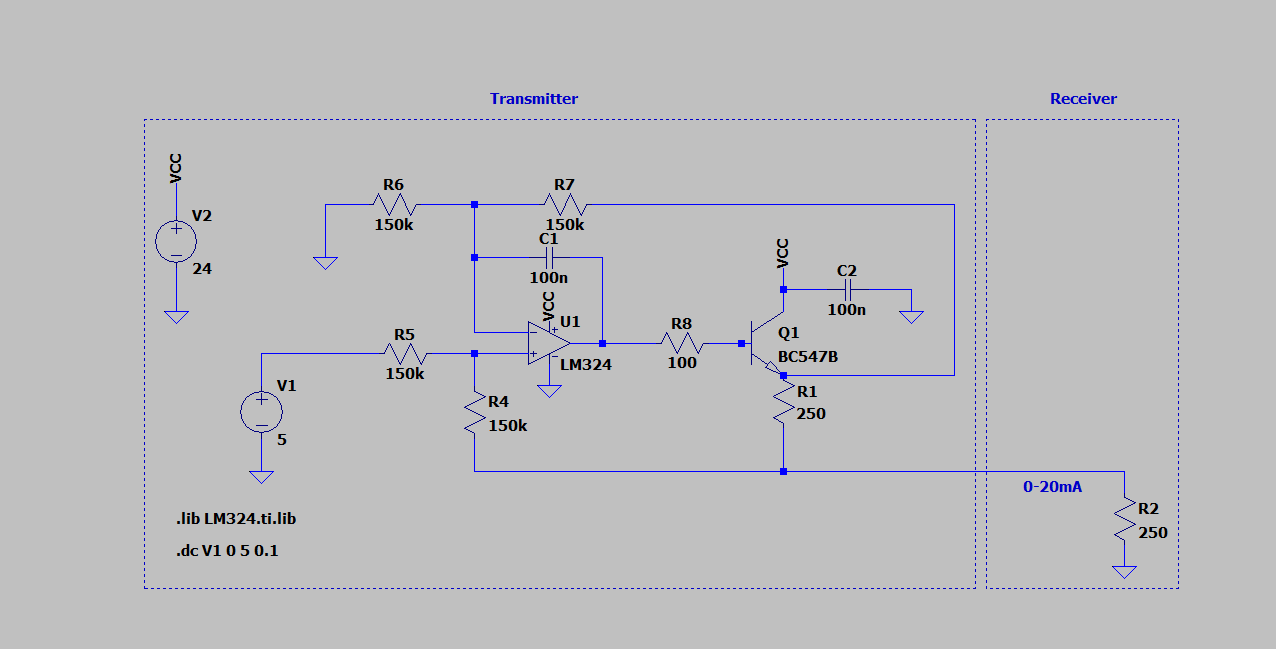 Transmitter
Receiver
VCC
V2
24
R6
150k
R7
150k
C1
100n
VCC
U1
LM324
R5
150k
V1
5
R4
150k
R8
100
VCC
C2
100n
Q1
BC547B
R1
250
0-20mA
R2
250
.lib LM324.ti.lib
.dc V1 0 5 0.1